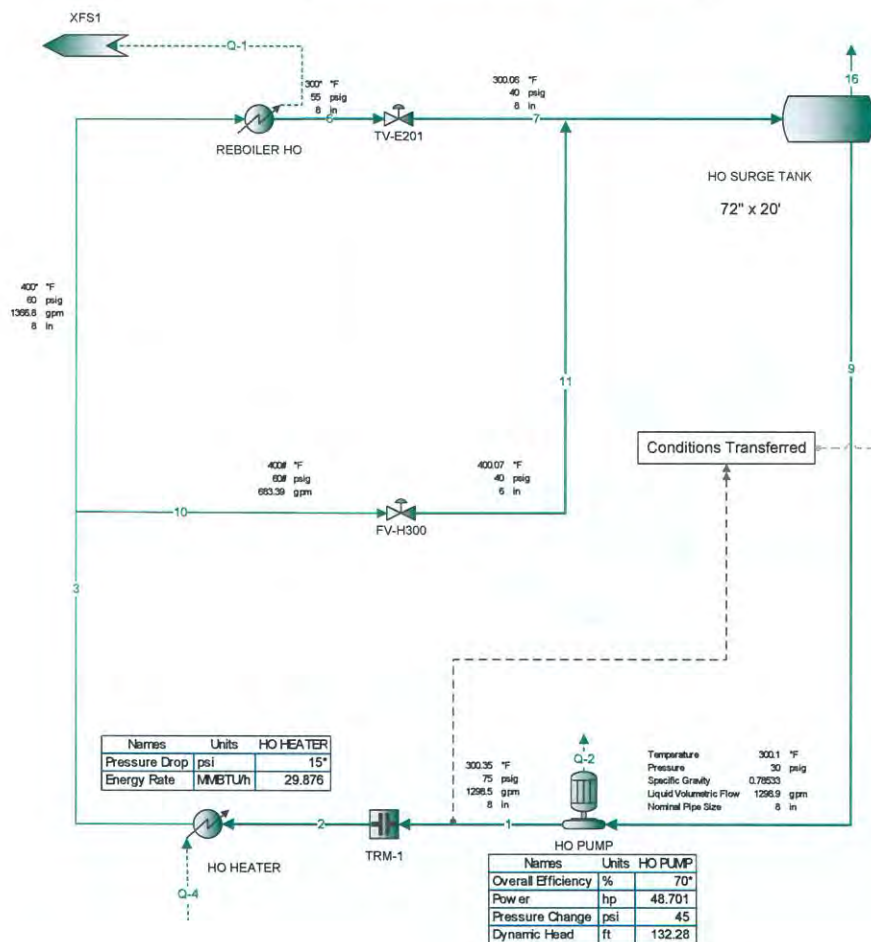 XFS1
Q-1
300* °F
55 psig
8 in
6
TV-E201
REBOILER HO
300.06 °F
40 psig
8 in
7
16
HO SURGE TANK
72" x 20'
400* °F
60 psig
1366.8 gpm
8 in
11
9
Conditions Transferred
400# °F
60# psig
683.39 gpm
10
FV-H300
400.07 °F
40 psig
6 in
3
Names Units HO HEATER
Pressure Drop psi 15*
Energy Rate MMBTU/h 29.876
300.35 °F
75 psig
1298.5 gpm
8 in
Q-2
Temperature 300.1 °F
Pressure 30 psig
Specific Gravity 0.78533
Liquid Volumetric Flow 1298.9 gpm
Nominal Pipe Size 8 in
2
1
HO HEATER
TRM-1
HO PUMP
Q-4
Names Units HO PUMP
Overall Efficiency % 70*
Power hp 48.701
Pressure Change psi 45
Dynamic Head ft 132.28